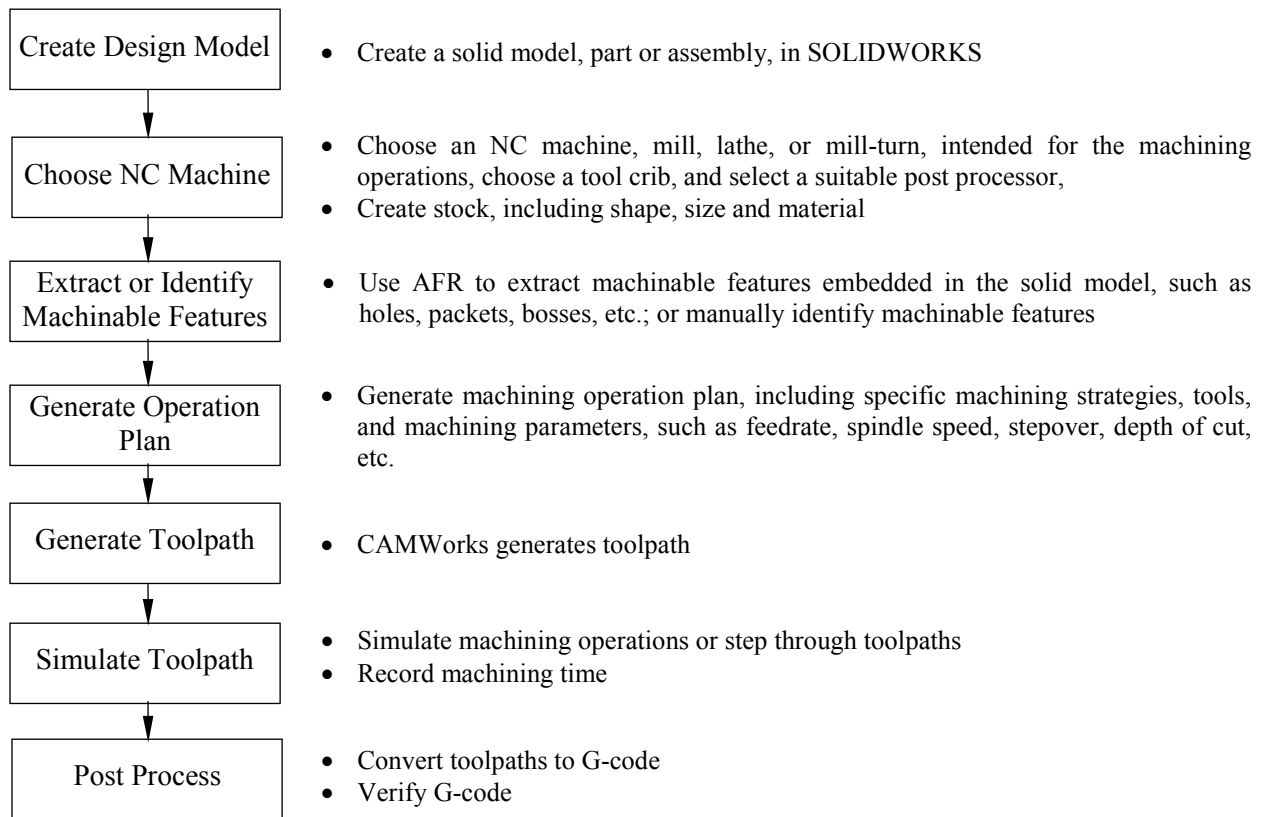 Create Design Model
• Create a solid model, part or assembly, in SOLIDWORKS
Choose NC Machine
• Choose an NC machine, mill, lathe, or mill-turn, intended for the machining
operations, choose a tool crib, and select a suitable post processor,
• Create stock, including shape, size and material
Extract or Identify
Machinable Features
• Use AFR to extract machinable features embedded in the solid model, such as
holes, packets, bosses, etc.; or manually identify machinable features
Generate Operation
Plan
• Generate machining operation plan, including specific machining strategies, tools,
and machining parameters, such as feedrate, spindle speed, stepover, depth of cut,
etc.
Generate Toolpath
• CAMWorks generates toolpath
Simulate Toolpath
• Simulate machining operations or step through toolpaths
• Record machining time
Post Process
• Convert toolpaths to G-code
• Verify G-code